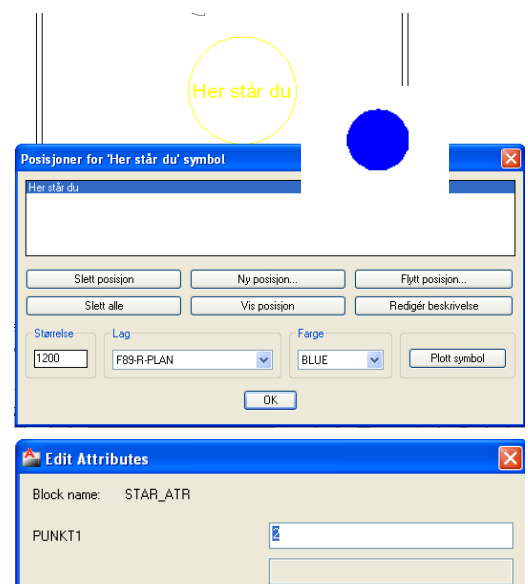 Her står du
Posisjoner for 'Her står du' symbol
Her står du
Slett posisjon Ny posisjon... Flytt posisjon...
Slett alle Vis posisjon Redigér beskrivelse
Størrelse Lag Farge
1200 F89-R-PLAN BLUE Plott symbol
OK
Edit Attributes
Block name: STAR_ATR
PUNKT1 2